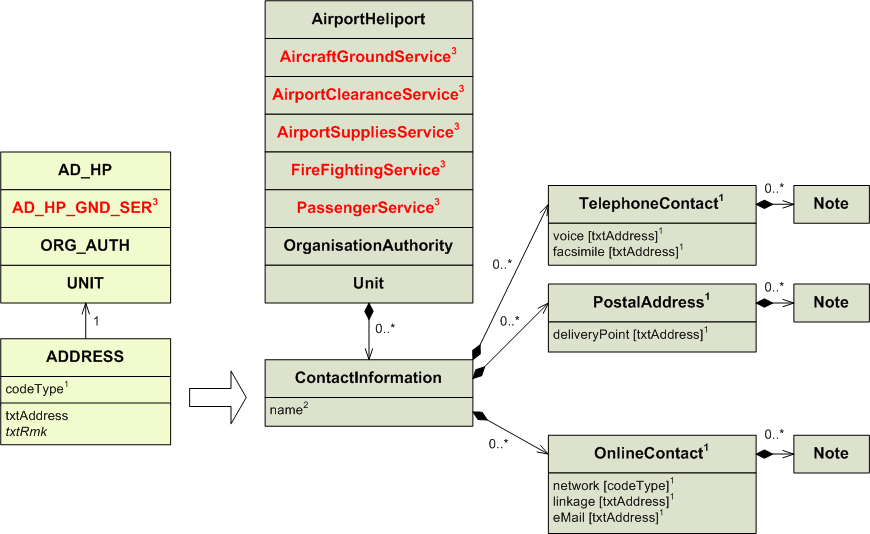 AD_HP
AD_HP_GND_SER3
ORG_AUTH
UNIT
1
ADDRESS
codeType1
txtAddress
txtRmk
AirportHeliport
AircraftGroundService3
AirportClearanceService3
AirportSuppliesService3
FireFightingService3
PassengerService3
OrganisationAuthority
Unit
0..*
ContactInformation
name2
0..*
TelephoneContact1
voice [txtAddress]1
facsimile [txtAddress]1
0..*
Note
0..*
PostalAddress1
deliveryPoint [txtAddress]1
0..*
Note
0..*
OnlineContact1
network [codeType]1
linkage [txtAddress]1
eMail [txtAddress]1
0..*
Note